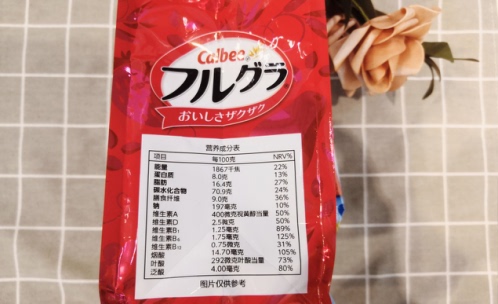 Calbee
フルグラ
おいしさザクザク
营养成分表
项目 每100克 NRV%
能量 1867千焦 22%
蛋白质 8.0克 13%
脂肪 16.4克 27%
碳水化合物 70.9克 24%
膳食纤维 9.0克 36%
钠 197毫克 10%
维生素A 400微克视黄醇当量 50%
维生素D 2.5微克 50%
维生素B₁ 1.25毫克 89%
维生素B₆ 1.75毫克 125%
维生素B₁₂ 0.75微克 31%
烟酸 14.70毫克 105%
叶酸 292微克叶酸当量 73%
泛酸 4.00毫克 80%
图片仅供参考